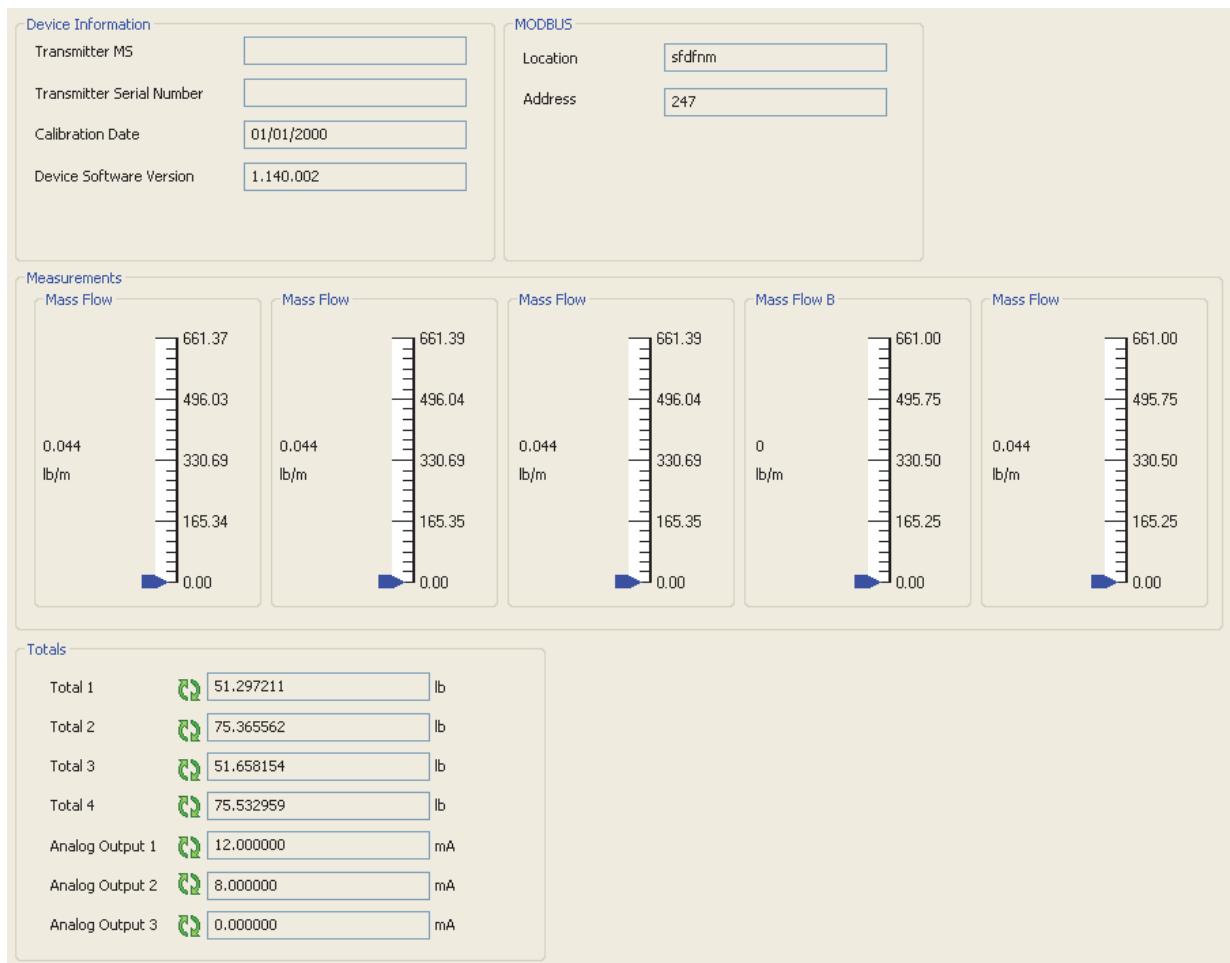 Device Information
Transmitter MS
Transmitter Serial Number
Calibration Date 01/01/2000
Device Software Version 1.140.002
MODBUS
Location sfdfnm
Address 247
Measurements
Mass Flow
661.37
496.03
0.044
330.69
lb/m
165.34
0.00
Mass Flow
661.39
496.04
0.044
330.69
lb/m
165.35
0.00
Mass Flow
661.39
496.04
0.044
330.69
lb/m
165.35
0.00
Mass Flow B
661.00
495.75
0
330.50
lb/m
165.25
0.00
Mass Flow
661.00
495.75
0.044
330.50
lb/m
165.25
0.00
Totals
Total 1 51.297211 lb
Total 2 75.365562 lb
Total 3 51.658154 lb
Total 4 75.532959 lb
Analog Output 1 12.000000 mA
Analog Output 2 8.000000 mA
Analog Output 3 0.000000 mA